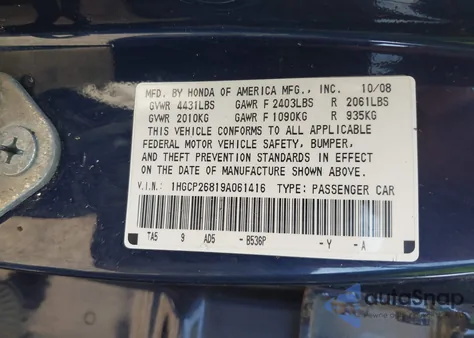 MFD. BY HONDA OF AMERICA MFG., INC. 10/08
GVWR 4431LBS GAWR F 2403LBS R 2061LBS
GVWR 2010KG GAWR F 1090KG R 935KG
THIS VEHICLE CONFORMS TO ALL APPLICABLE
FEDERAL MOTOR VEHICLE SAFETY, BUMPER,
AND THEFT PREVENTION STANDARDS IN EFFECT
ON THE DATE OF MANUFACTURE SHOWN ABOVE.
V.I.N.: 1HGCP26819A061416 TYPE: PASSENGER CAR
TA5 9 AD5 - B536P - Y - A
autoSnap